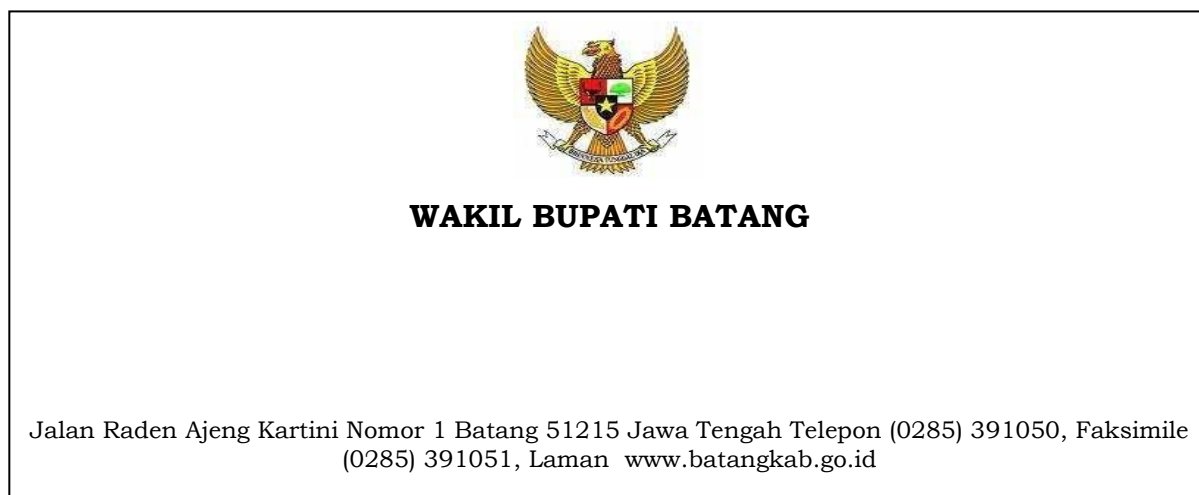 WAKIL BUPATI BATANG
Jalan Raden Ajeng Kartini Nomor 1 Batang 51215 Jawa Tengah Telepon (0285) 391050, Faksimile
(0285) 391051, Laman www.batangkab.go.id